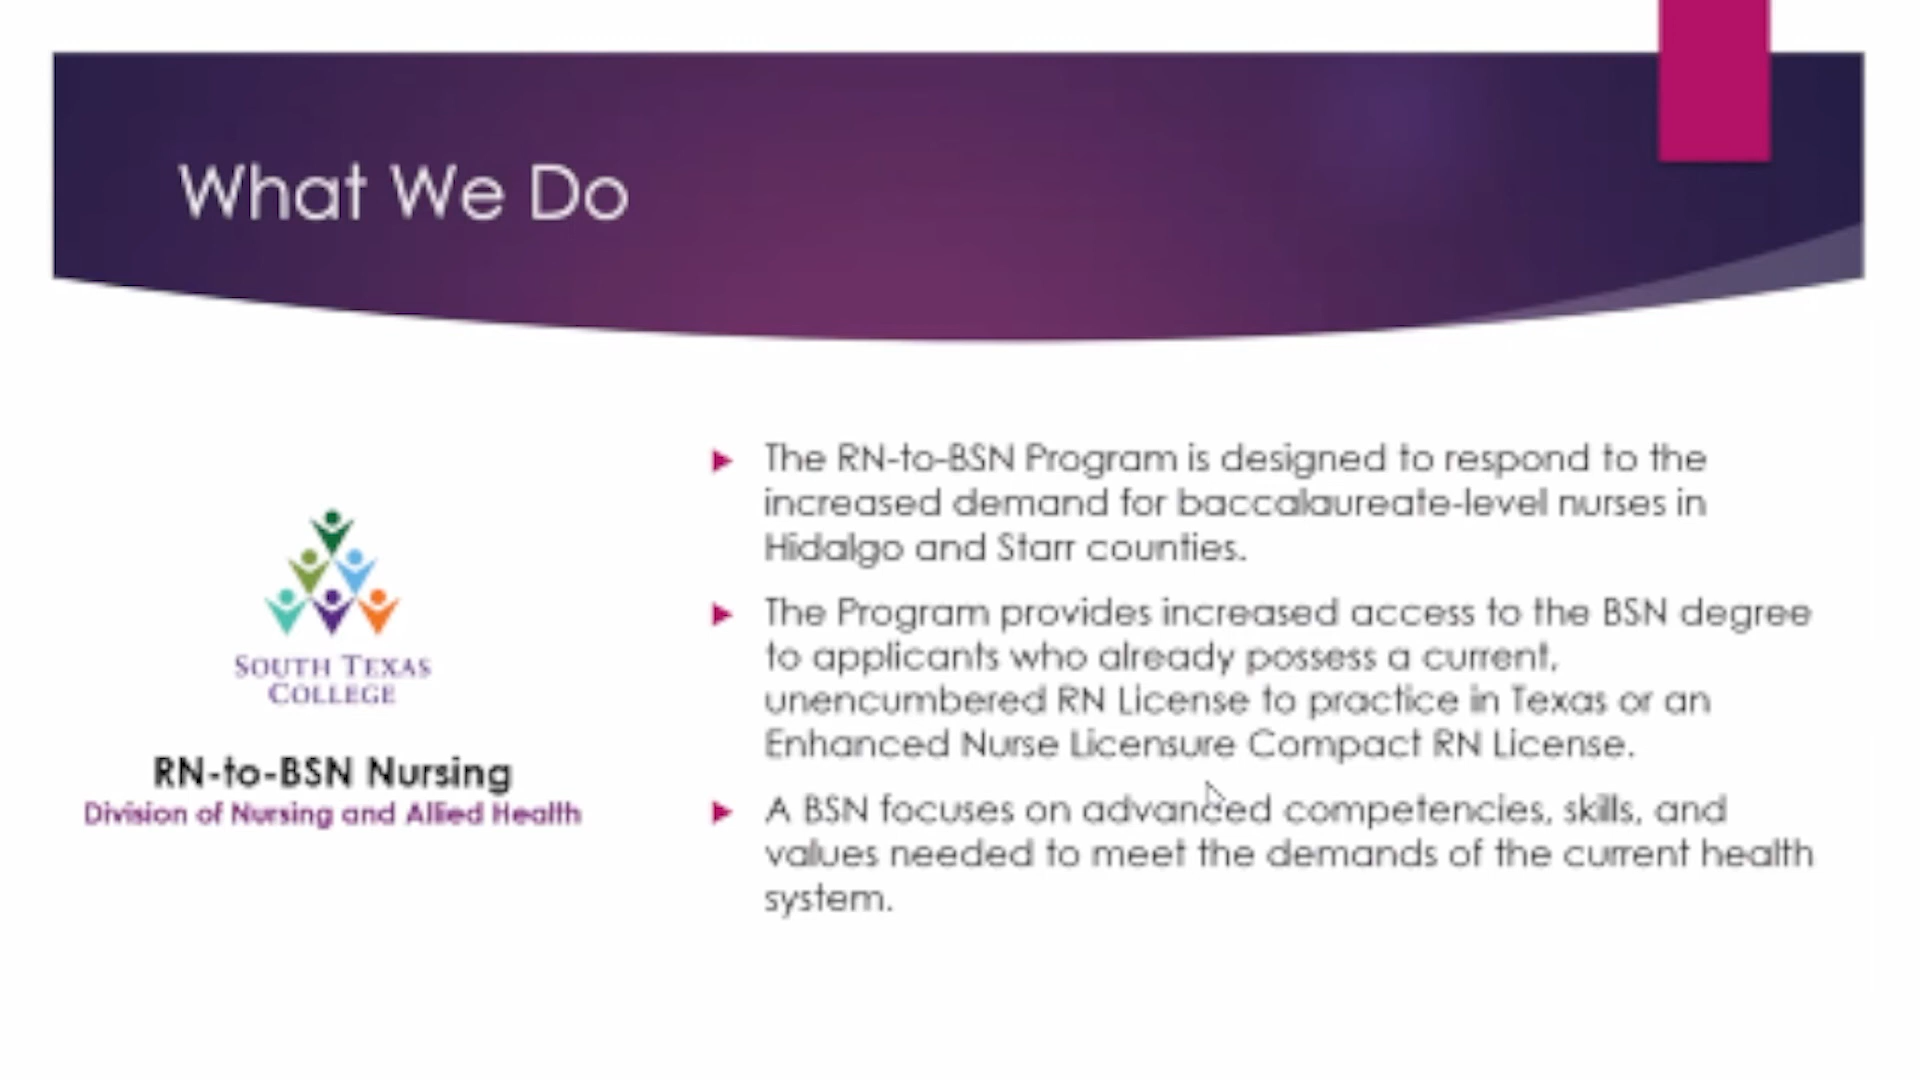 What We Do
SOUTH TEXAS
COLLEGE
RN-to-BSN Nursing
Division of Nursing and Allied Health
The RN-to-BSN Program is designed to respond to the
increased demand for baccalaureate-level nurses in
Hidalgo and Starr counties.
The Program provides increased access to the BSN degree
to applicants who already possess a current,
unencumbered RN License to practice in Texas or an
Enhanced Nurse Licensure Compact RN License.
A BSN focuses on advanced competencies, skills, and
values needed to meet the demands of the current health
system.